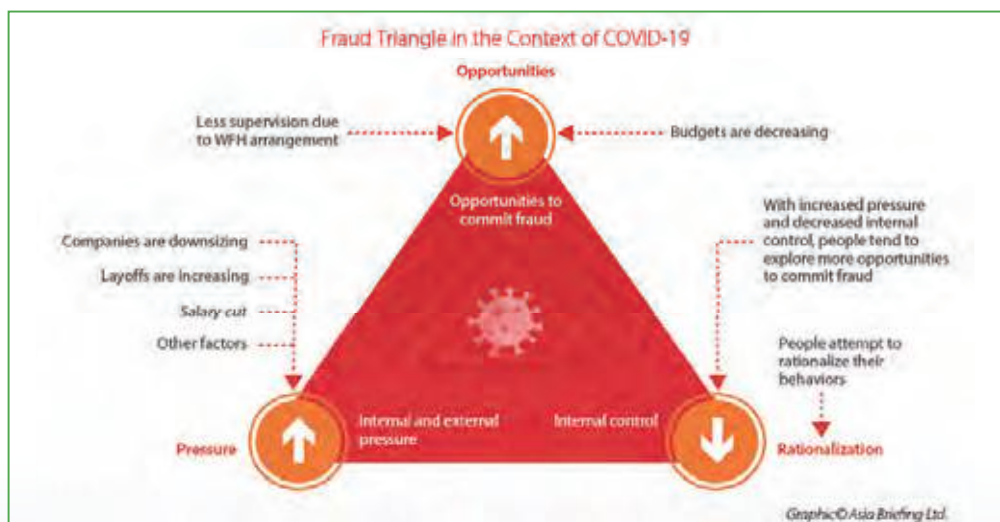 Fraud Triangle in the Context of COVID-19
Opportunities
Less supervision due
to WFH arrangement
Budgets are decreasing
Opportunities to
commit fraud
With increased pressure
and decreased internal
control, people tend to
explore more opportunities
to commit fraud
Companies are downsizing
Layoffs are increasing
Salary cut
Other factors
People attempt to
rationalize their
behaviors
Internal and external
pressure
Internal control
Pressure
Rationalization
Graphic© Asia Briefing Ltd.